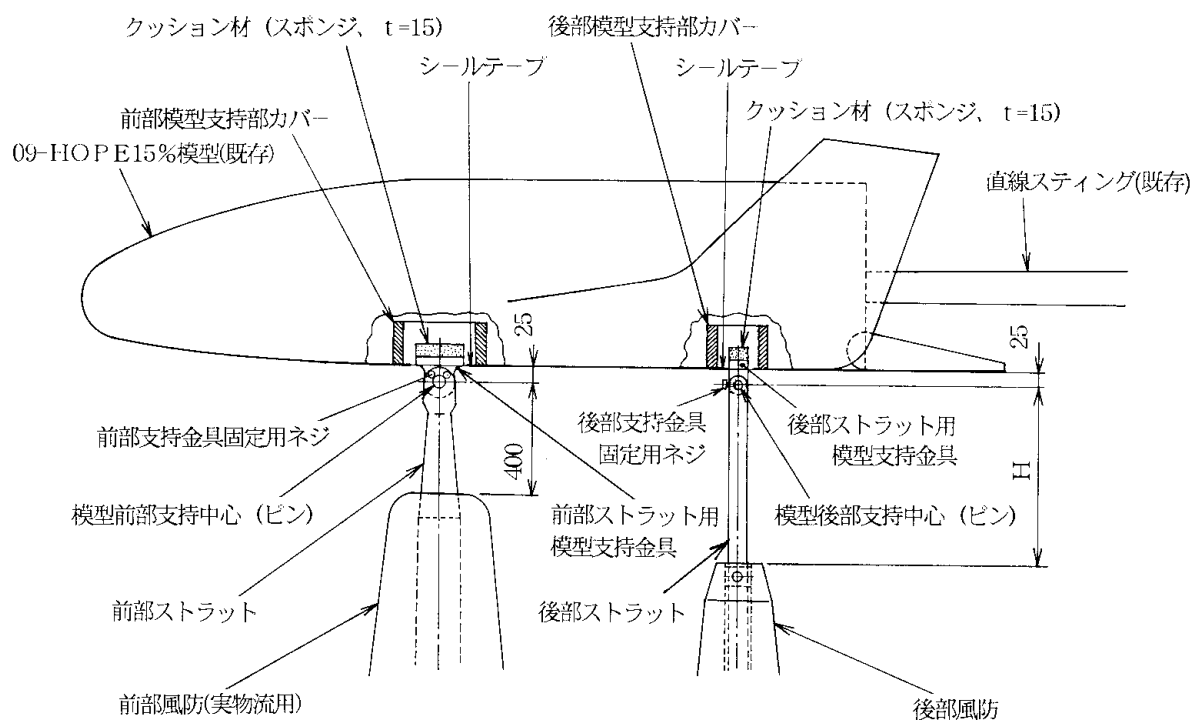 クッション材 (スポンジ、t=15)
後部模型支持部カバー
シールテープ
シールテープ
クッション材 (スポンジ、t=15)
前部模型支持部カバー
09-HOPE15%模型(既存)
直線スティング(既存)
25
25
前部支持金具固定用ネジ
後部支持金具
固定用ネジ
後部ストラット用
模型支持金具
400
H
模型前部支持中心 (ピン)
前部ストラット用
模型支持金具
模型後部支持中心 (ピン)
前部ストラット
後部ストラット
前部風防(実物流用)
後部風防